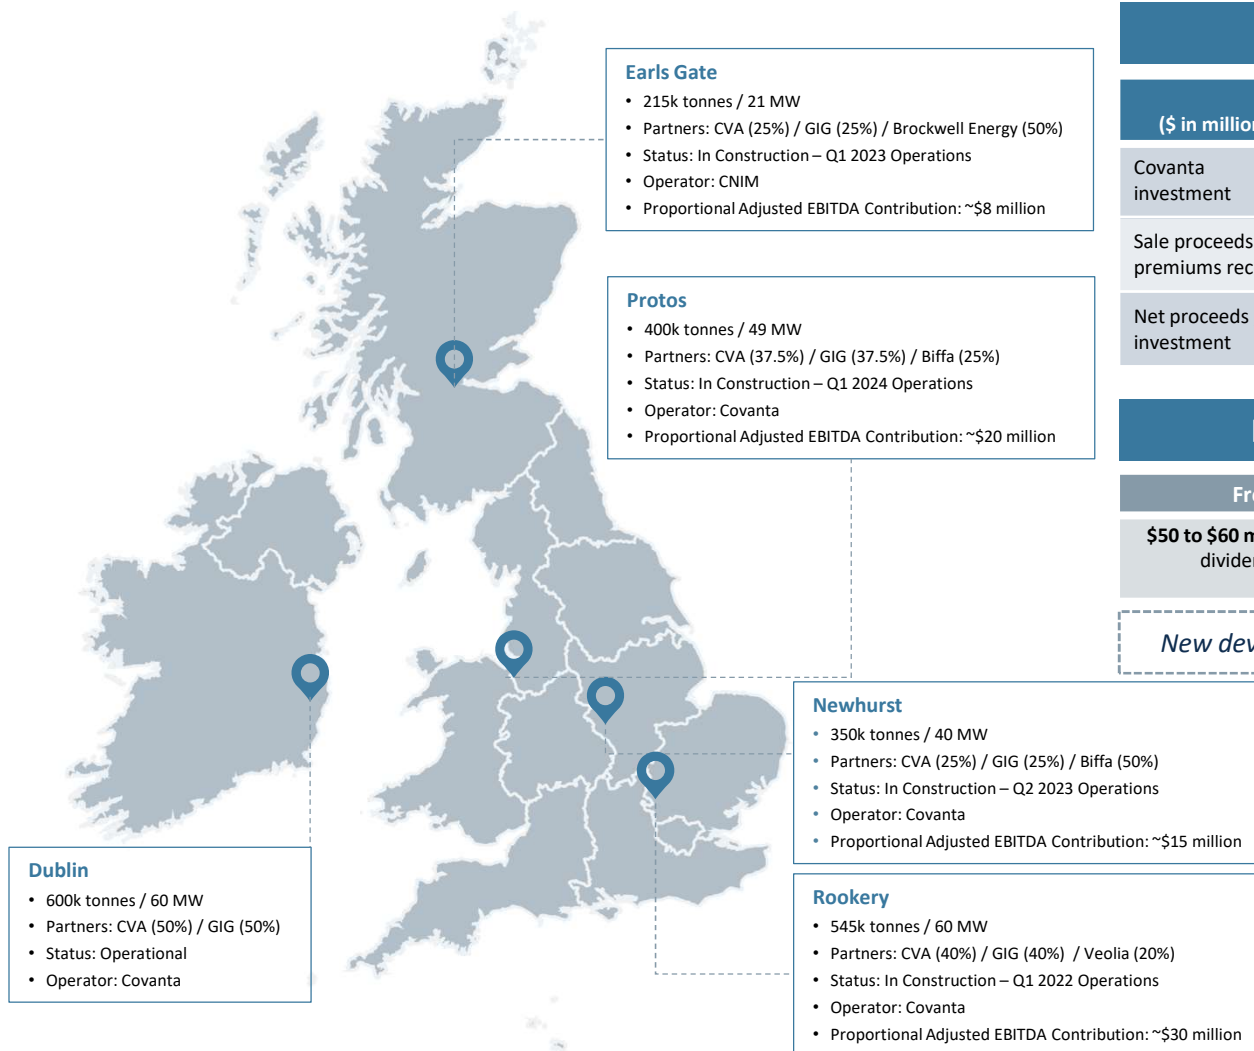 Earls Gate
• 215k tonnes / 21 MW
• Partners: CVA (25%) / GIG (25%) / Brockwell Energy (50%)
• Status: In Construction – Q1 2023 Operations
• Operator: CNIM
• Proportional Adjusted EBITDA Contribution: ~$8 million
Protos
• 400k tonnes / 49 MW
• Partners: CVA (37.5%) / GIG (37.5%) / Biffa (25%)
• Status: In Construction – Q1 2024 Operations
• Operator: Covanta
• Proportional Adjusted EBITDA Contribution: ~$20 million
Newhurst
• 350k tonnes / 40 MW
• Partners: CVA (25%) / GIG (25%) / Biffa (50%)
• Status: In Construction – Q2 2023 Operations
• Operator: Covanta
• Proportional Adjusted EBITDA Contribution: ~$15 million
Dublin
• 600k tonnes / 60 MW
• Partners: CVA (50%) / GIG (50%)
• Status: Operational
• Operator: Covanta
Rookery
• 545k tonnes / 60 MW
• Partners: CVA (40%) / GIG (40%) / Veolia (20%)
• Status: In Construction – Q1 2022 Operations
• Operator: Covanta
• Proportional Adjusted EBITDA Contribution: ~$30 million
($ in million
Covanta
investment
Sale proceeds
premiums rec
Net proceeds
investment
Fre
$50 to $60 m
divide
New dev